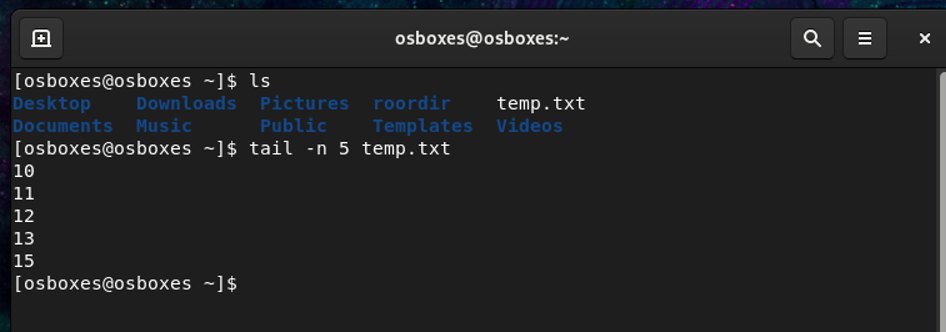 osboxes@osboxes:~
[osboxes@osboxes ~]$ ls
Desktop    Downloads  Pictures  roordir    temp.txt
Documents  Music      Public    Templates  Videos
[osboxes@osboxes ~]$ tail -n 5 temp.txt
10
11
12
13
15
[osboxes@osboxes ~]$